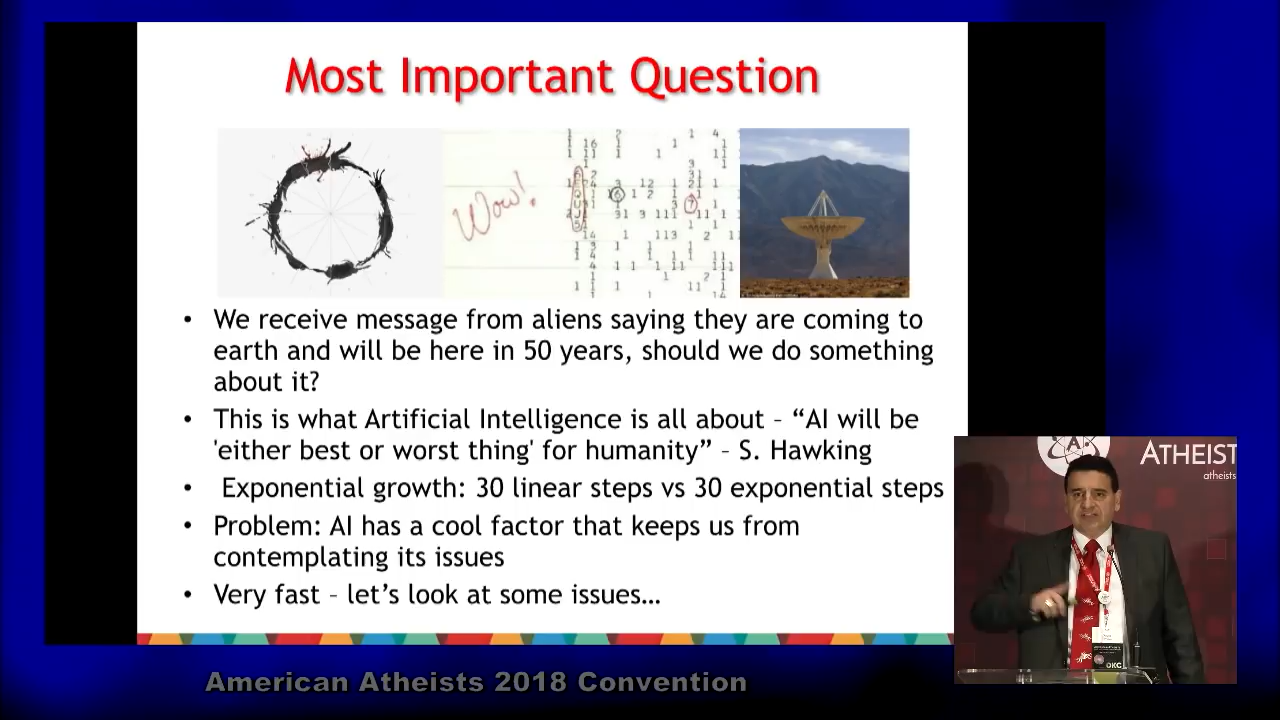 Most Important Question
Wow!
We receive message from aliens saying they are coming to
earth and will be here in 50 years, should we do something
about it?
This is what Artificial Intelligence is all about – “AI will be
'either best or worst thing' for humanity” – S. Hawking
Exponential growth: 30 linear steps vs 30 exponential steps
Problem: AI has a cool factor that keeps us from
contemplating its issues
Very fast – let’s look at some issues…
A
ATHEIST
atheists
OKC
American Atheists 2018 Convention